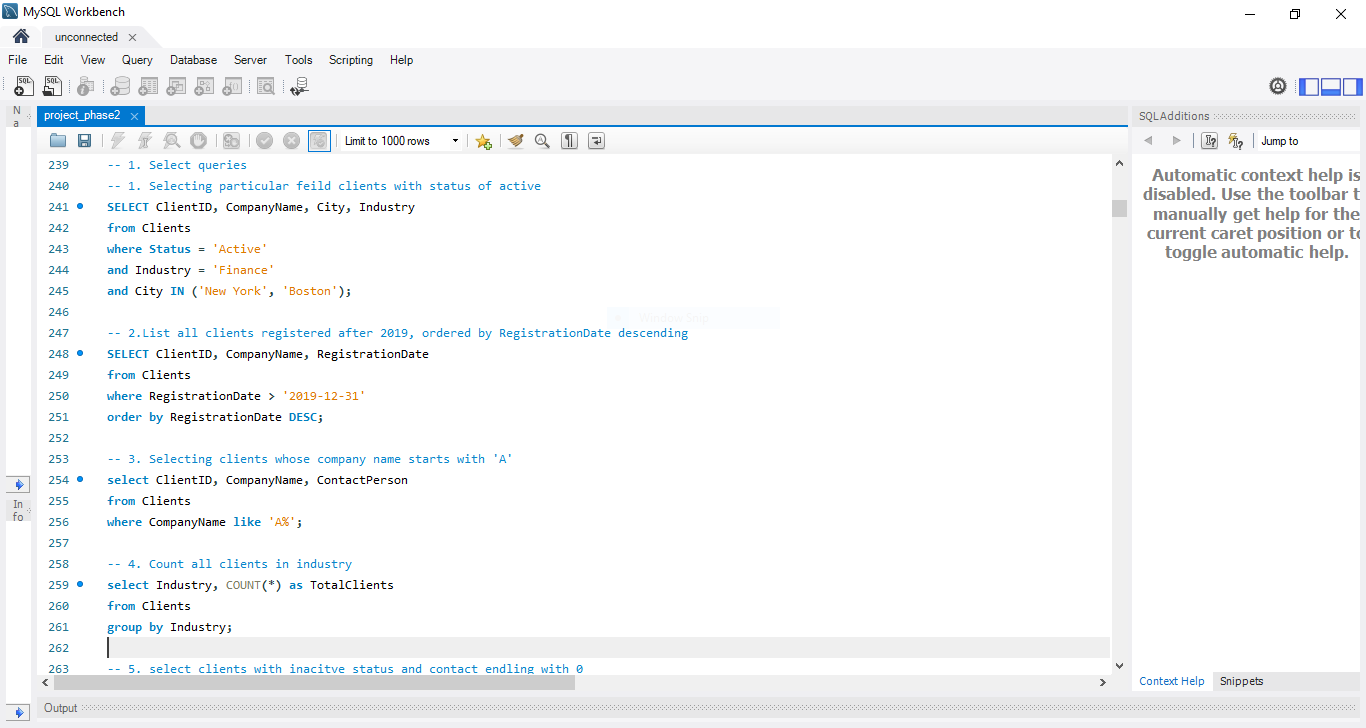 MySQL Workbench
unconnected
File Edit View Query Database Server Tools Scripting Help
SQL SQL
N
a
project_phase2
Limit to 1000 rows
239 -- 1. Select queries
240 -- 1. Selecting particular feild clients with status of active
241 SELECT ClientID, CompanyName, City, Industry
242 from Clients
243 where Status = 'Active'
244 and Industry = 'Finance'
245 and City IN ('New York', 'Boston');
246
247 -- 2.List all clients registered after 2019, ordered by RegistrationDate descending
248 SELECT ClientID, CompanyName, RegistrationDate
249 from Clients
250 where RegistrationDate > '2019-12-31'
251 order by RegistrationDate DESC;
252
253 -- 3. Selecting clients whose company name starts with 'A'
254 select ClientID, CompanyName, ContactPerson
255 from Clients
256 where CompanyName like 'A%';
257
258 -- 4. Count all clients in industry
259 select Industry, COUNT(*) as TotalClients
260 from Clients
261 group by Industry;
262
263 -- 5. select clients with inacitve status and contact endling with 0
In
fo
Output
SQLAdditions
Jump to
Automatic context help is
disabled. Use the toolbar t
manually get help for the
current caret position or to
toggle automatic help.
Context Help Snippets